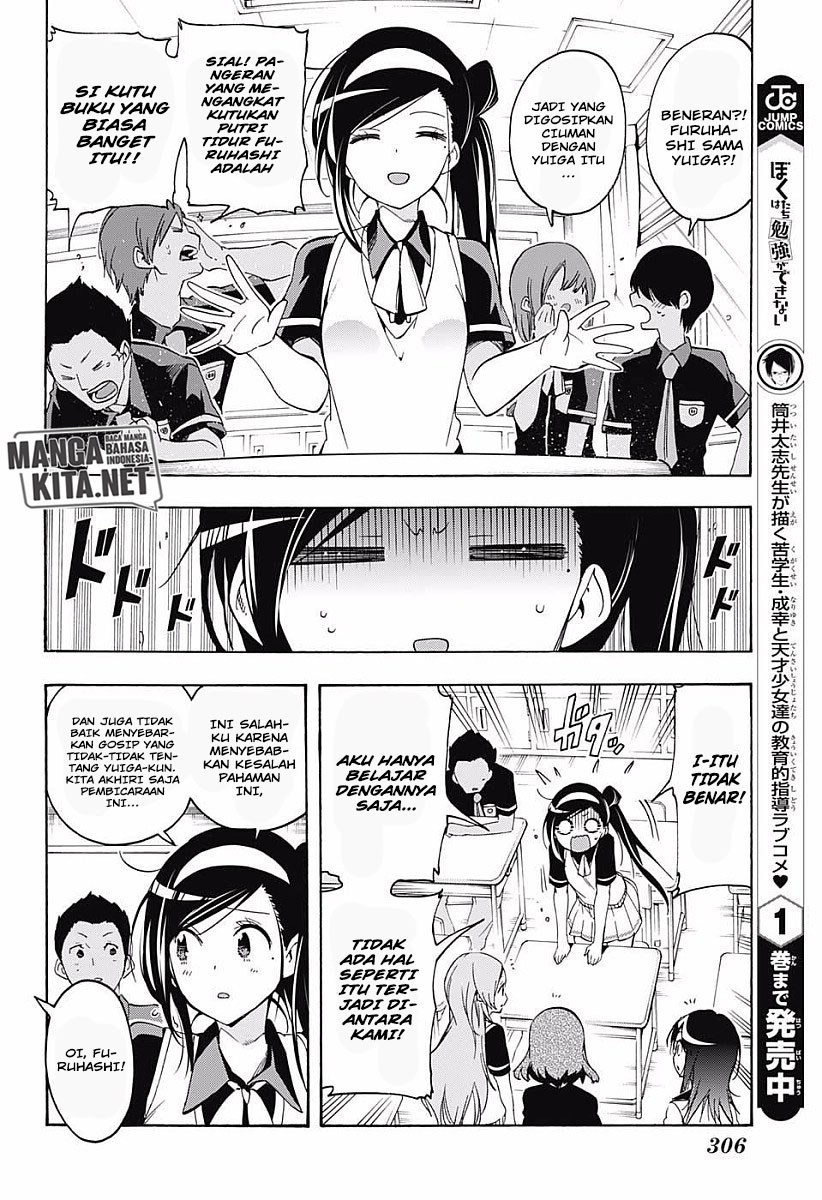 BENERAN?!
FURUHA-
SHI SAMA
YUIGA?!
JADI YANG
DIGOSIPKAN
CIUMAN
DENGAN
YUIGA ITU
...
SIAL! PA-
NGERAN
YANG ME-
NGANGKAT
KUTUKAN
PUTRI
TIDUR FU-
RUHASHI
ADALAH
SI KUTU
BUKU YANG
BIASA
BANGET
ITU!!
MANGA
KITA.NET
BACA MANGA
BAHASA
INDONESIA
ドド
ドド
I-ITU
TIDAK
BENAR!
ガダッ
AKU HANYA
BELAJAR
DENGANNYA
SAJA...
TIDAK
ADA HAL
SEPERTI
ITU TER-
JADI DI-
ANTARA
KAMI!
INI SALAH-
KU KARENA
MENYEBAB-
KAN KESALAH
PAHAMAN
INI,
DAN JUGA TIDAK
BAIK MENYEBAR-
KAN GOSIP YANG
TIDAK-TIDAK TEN-
TANG YUIGA-KUN.
KITA AKHIRI SAJA
PEMBICARAAN
INI...
OI, FU-
RUHASHI!
JUMP
COMICS
ぼくたちは勉強ができない
筒井太志先生が描く苦学生・成幸と天才少女達の教育的指導ラブコメ♥
1巻まで発売中
306